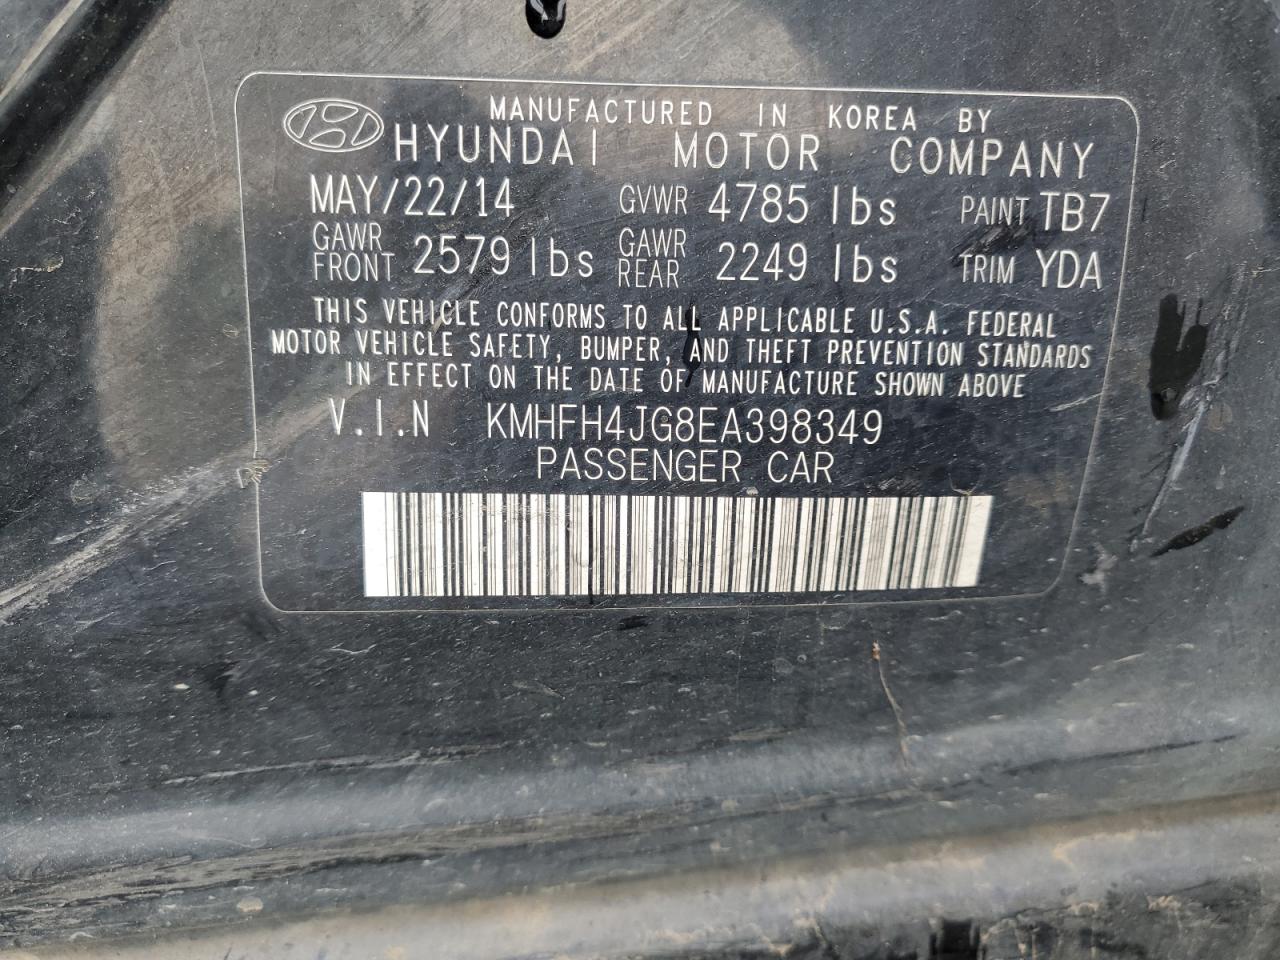 MANUFACTURED IN KOREA BY
HYUNDAI MOTOR COMPANY
MAY/22/14 GVWR 4785 lbs PAINT TB7
GAWR FRONT 2579 lbs GAWR REAR 2249 lbs TRIM YDA
THIS VEHICLE CONFORMS TO ALL APPLICABLE U.S.A. FEDERAL
MOTOR VEHICLE SAFETY, BUMPER, AND THEFT PREVENTION STANDARDS
IN EFFECT ON THE DATE OF MANUFACTURE SHOWN ABOVE
V.I.N KMHFH4JG8EA398349
PASSENGER CAR